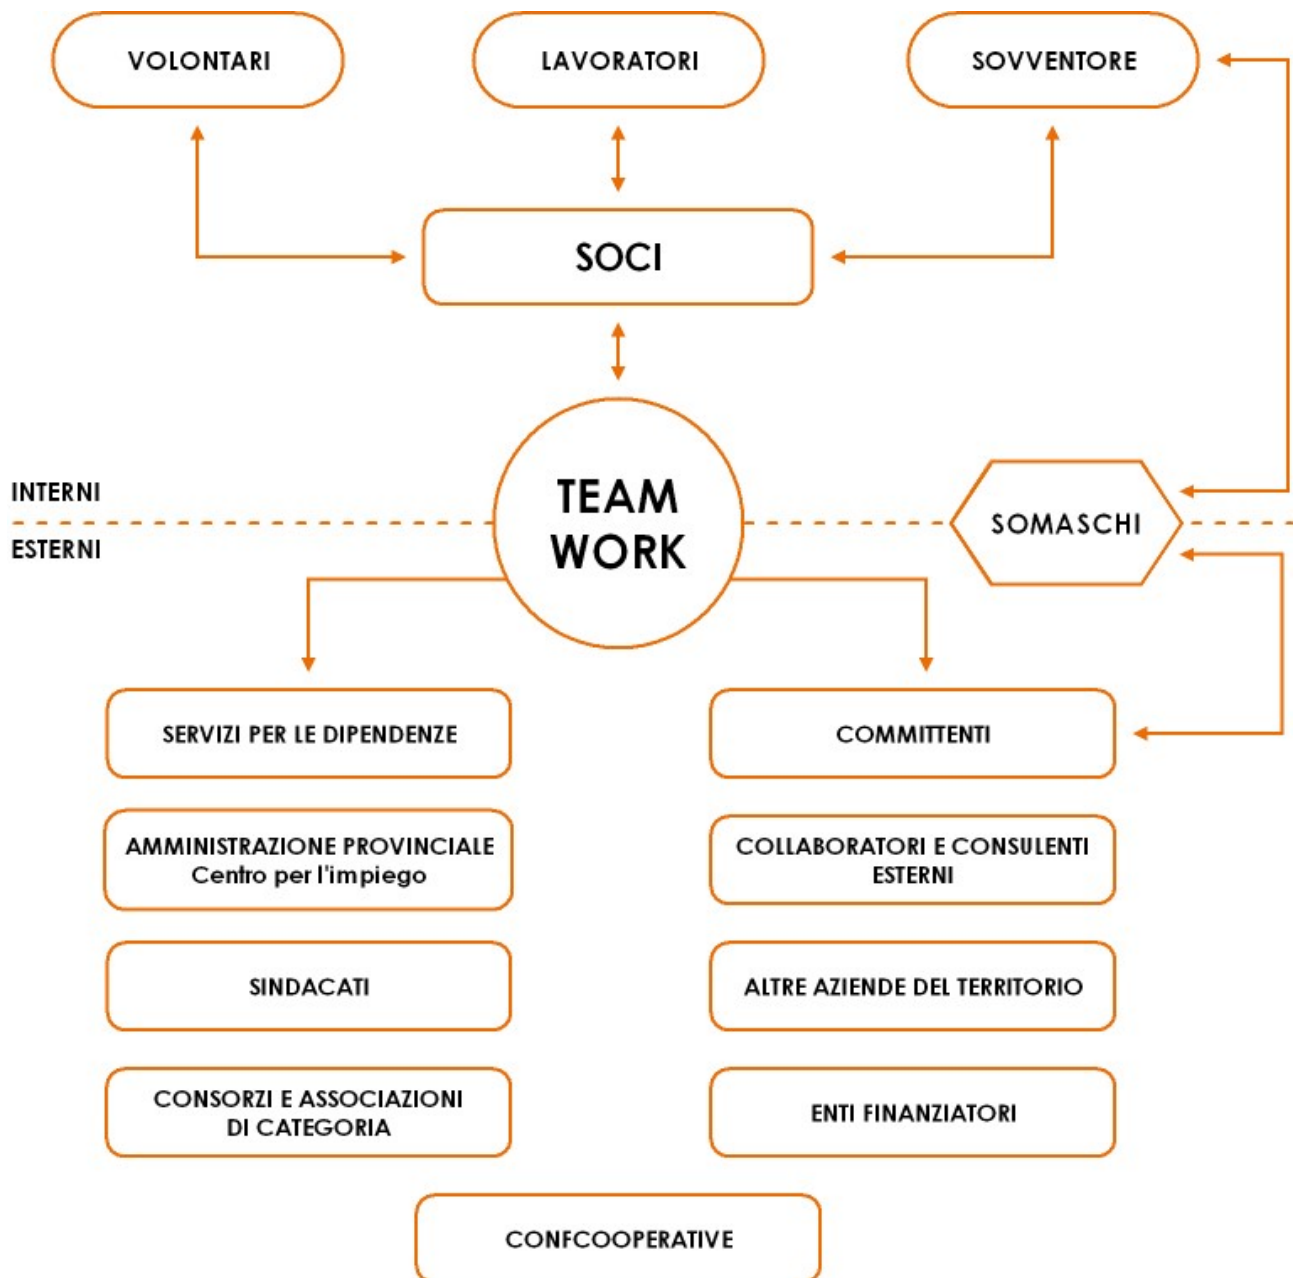 VOLONTARI
LAVORATORI
SOVVENTORE
SOCI
TEAM
WORK
INTERNI
ESTERNI
SOMASCHI
SERVIZI PER LE DIPENDENZE
COMMITTENTI
AMMINISTRAZIONE PROVINCIALE
Centro per l'impiego
COLLABORATORI E CONSULENTI
ESTERNI
SINDACATI
ALTRE AZIENDE DEL TERRITORIO
CONSORZI E ASSOCIAZIONI
DI CATEGORIA
ENTI FINANZIATORI
CONFCOOPERATIVE